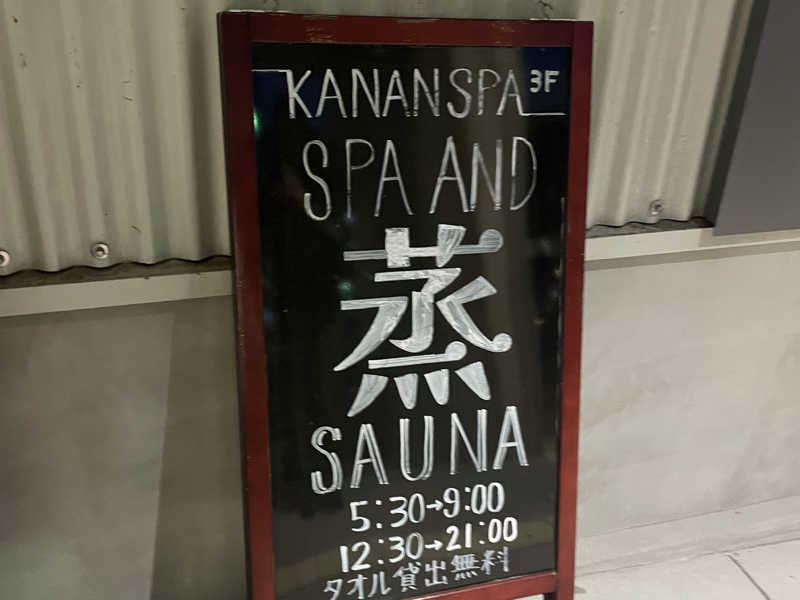 KANANSPA 3F
SPA AND
蒸
SAUNA
5:30→9:00
12:30→21:00
タオル貸出無料